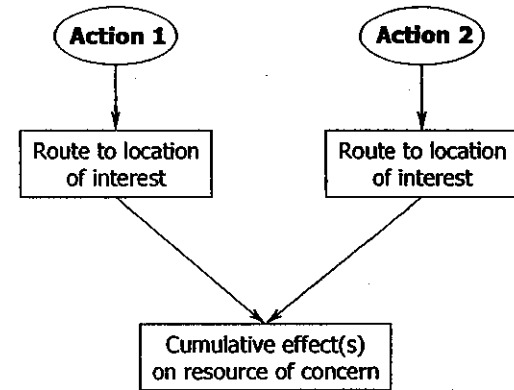 Action 1
Action 2
Route to location
of interest
Route to location
of interest
Cumulative effect(s)
on resource of concern